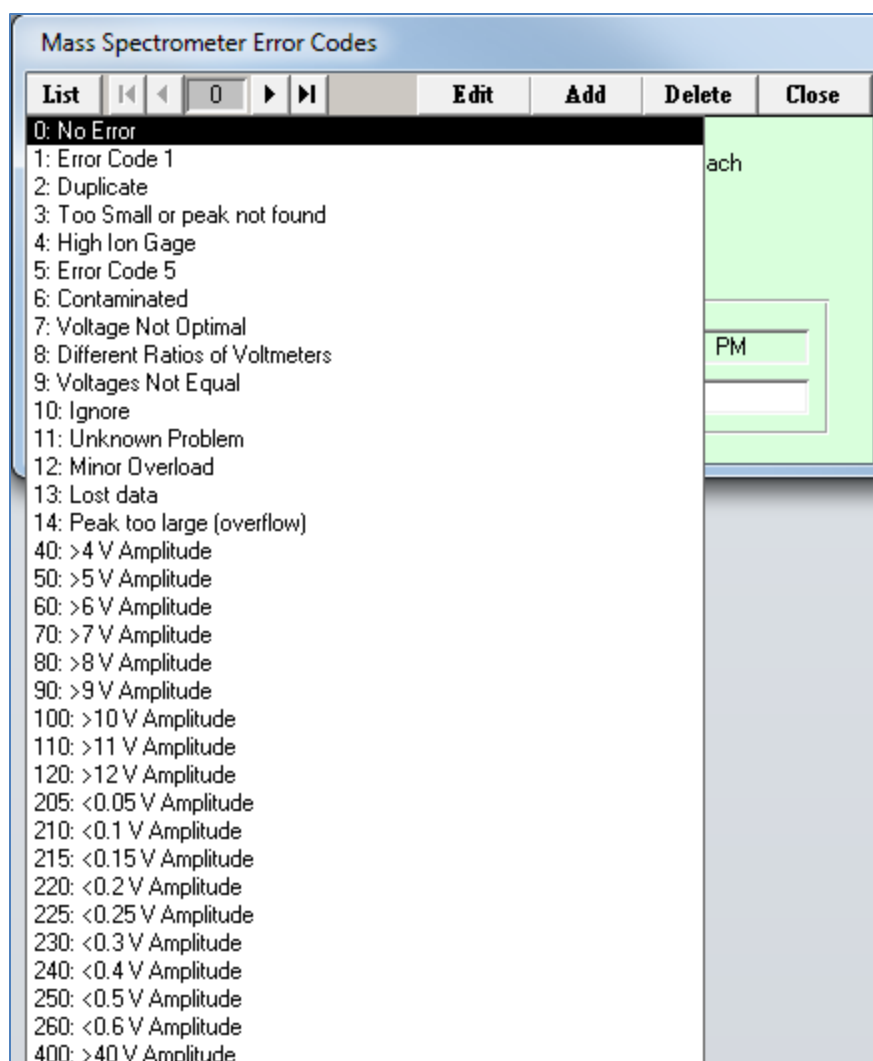 Mass Spectrometer Error Codes
List 0 Edit Add Delete Close
0: No Error
1: Error Code 1
ach
2: Duplicate
3: Too Small or peak not found
4: High Ion Gage
5: Error Code 5
6: Contaminated
7: Voltage Not Optimal
PM
8: Different Ratios of Voltmeters
9: Voltages Not Equal
10: Ignore
11: Unknown Problem
12: Minor Overload
13: Lost data
14: Peak too large (overflow)
40: >4 V Amplitude
50: >5 V Amplitude
60: >6 V Amplitude
70: >7 V Amplitude
80: >8 V Amplitude
90: >9 V Amplitude
100: >10 V Amplitude
110: >11 V Amplitude
120: >12 V Amplitude
205: <0.05 V Amplitude
210: <0.1 V Amplitude
215: <0.15 V Amplitude
220: <0.2 V Amplitude
225: <0.25 V Amplitude
230: <0.3 V Amplitude
240: <0.4 V Amplitude
250: <0.5 V Amplitude
260: <0.6 V Amplitude
400: >40 V Amplitude